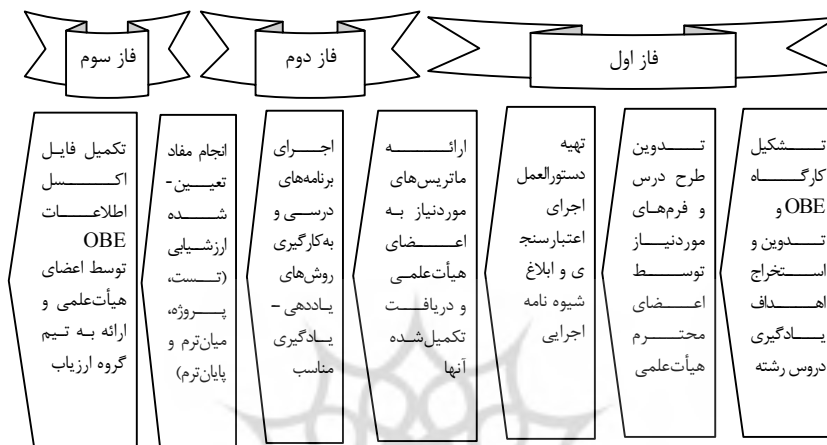 فاز اول
فاز دوم
فاز سوم
تشکیل
کارگاه
OBE و
تدوین و
استخراج
اهداف
یادگیری
دروس رشته
تدوین
طرح درس
و فرم‌های
موردنیاز
توسط
اعضای
محترم
هیأت‌علمی
تهیه
دستورالعمل
اجرای
اعتبارسنج
ی و ابلاغ
شیوه نامه
اجرایی
ارائه
ماتریس‌های
موردنیاز به
اعضای
هیأت‌علمی
و دریافت
تکمیل‌شده
آنها
اجرای
برنامه‌های
درسی و
به‌کارگیری
روش‌های
یاددهی –
یادگیری
مناسب
انجام مفاد
تعیین-
شده
ارزشیابی
(تست،
پروژه،
میان‌ترم و
پایان‌ترم)
تکمیل فایل
اکسل
اطلاعات
OBE
توسط اعضای
هیأت‌علمی و
ارائه به تیم
گروه ارزیاب